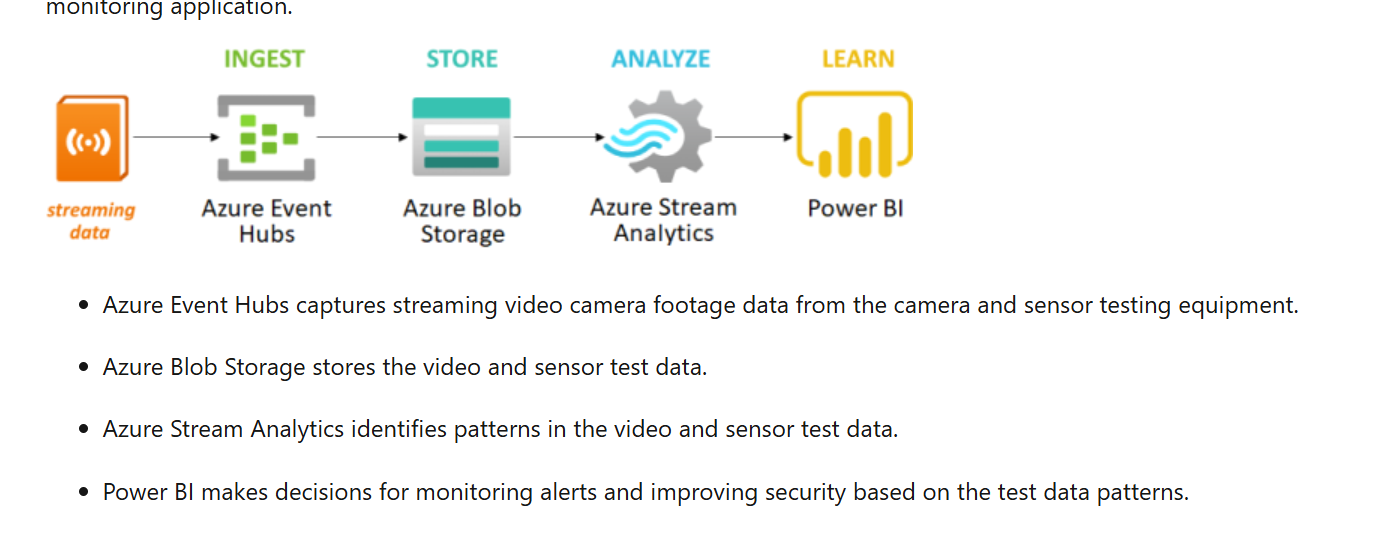 monitoring application.
INGEST
STORE
ANALYZE
LEARN
streaming
data
Azure Event
Hubs
Azure Blob
Storage
Azure Stream
Analytics
Power BI
• Azure Event Hubs captures streaming video camera footage data from the camera and sensor testing equipment.
• Azure Blob Storage stores the video and sensor test data.
• Azure Stream Analytics identifies patterns in the video and sensor test data.
• Power BI makes decisions for monitoring alerts and improving security based on the test data patterns.